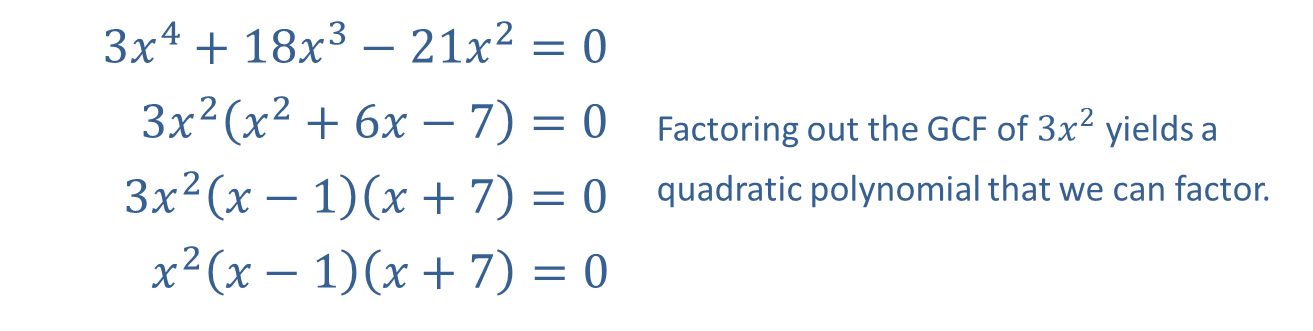 3x⁴ + 18x³ − 21x² = 0
3x²(x² + 6x − 7) = 0
Factoring out the GCF of 3x² yields a
quadratic polynomial that we can factor.
3x²(x − 1)(x + 7) = 0
x²(x − 1)(x + 7) = 0